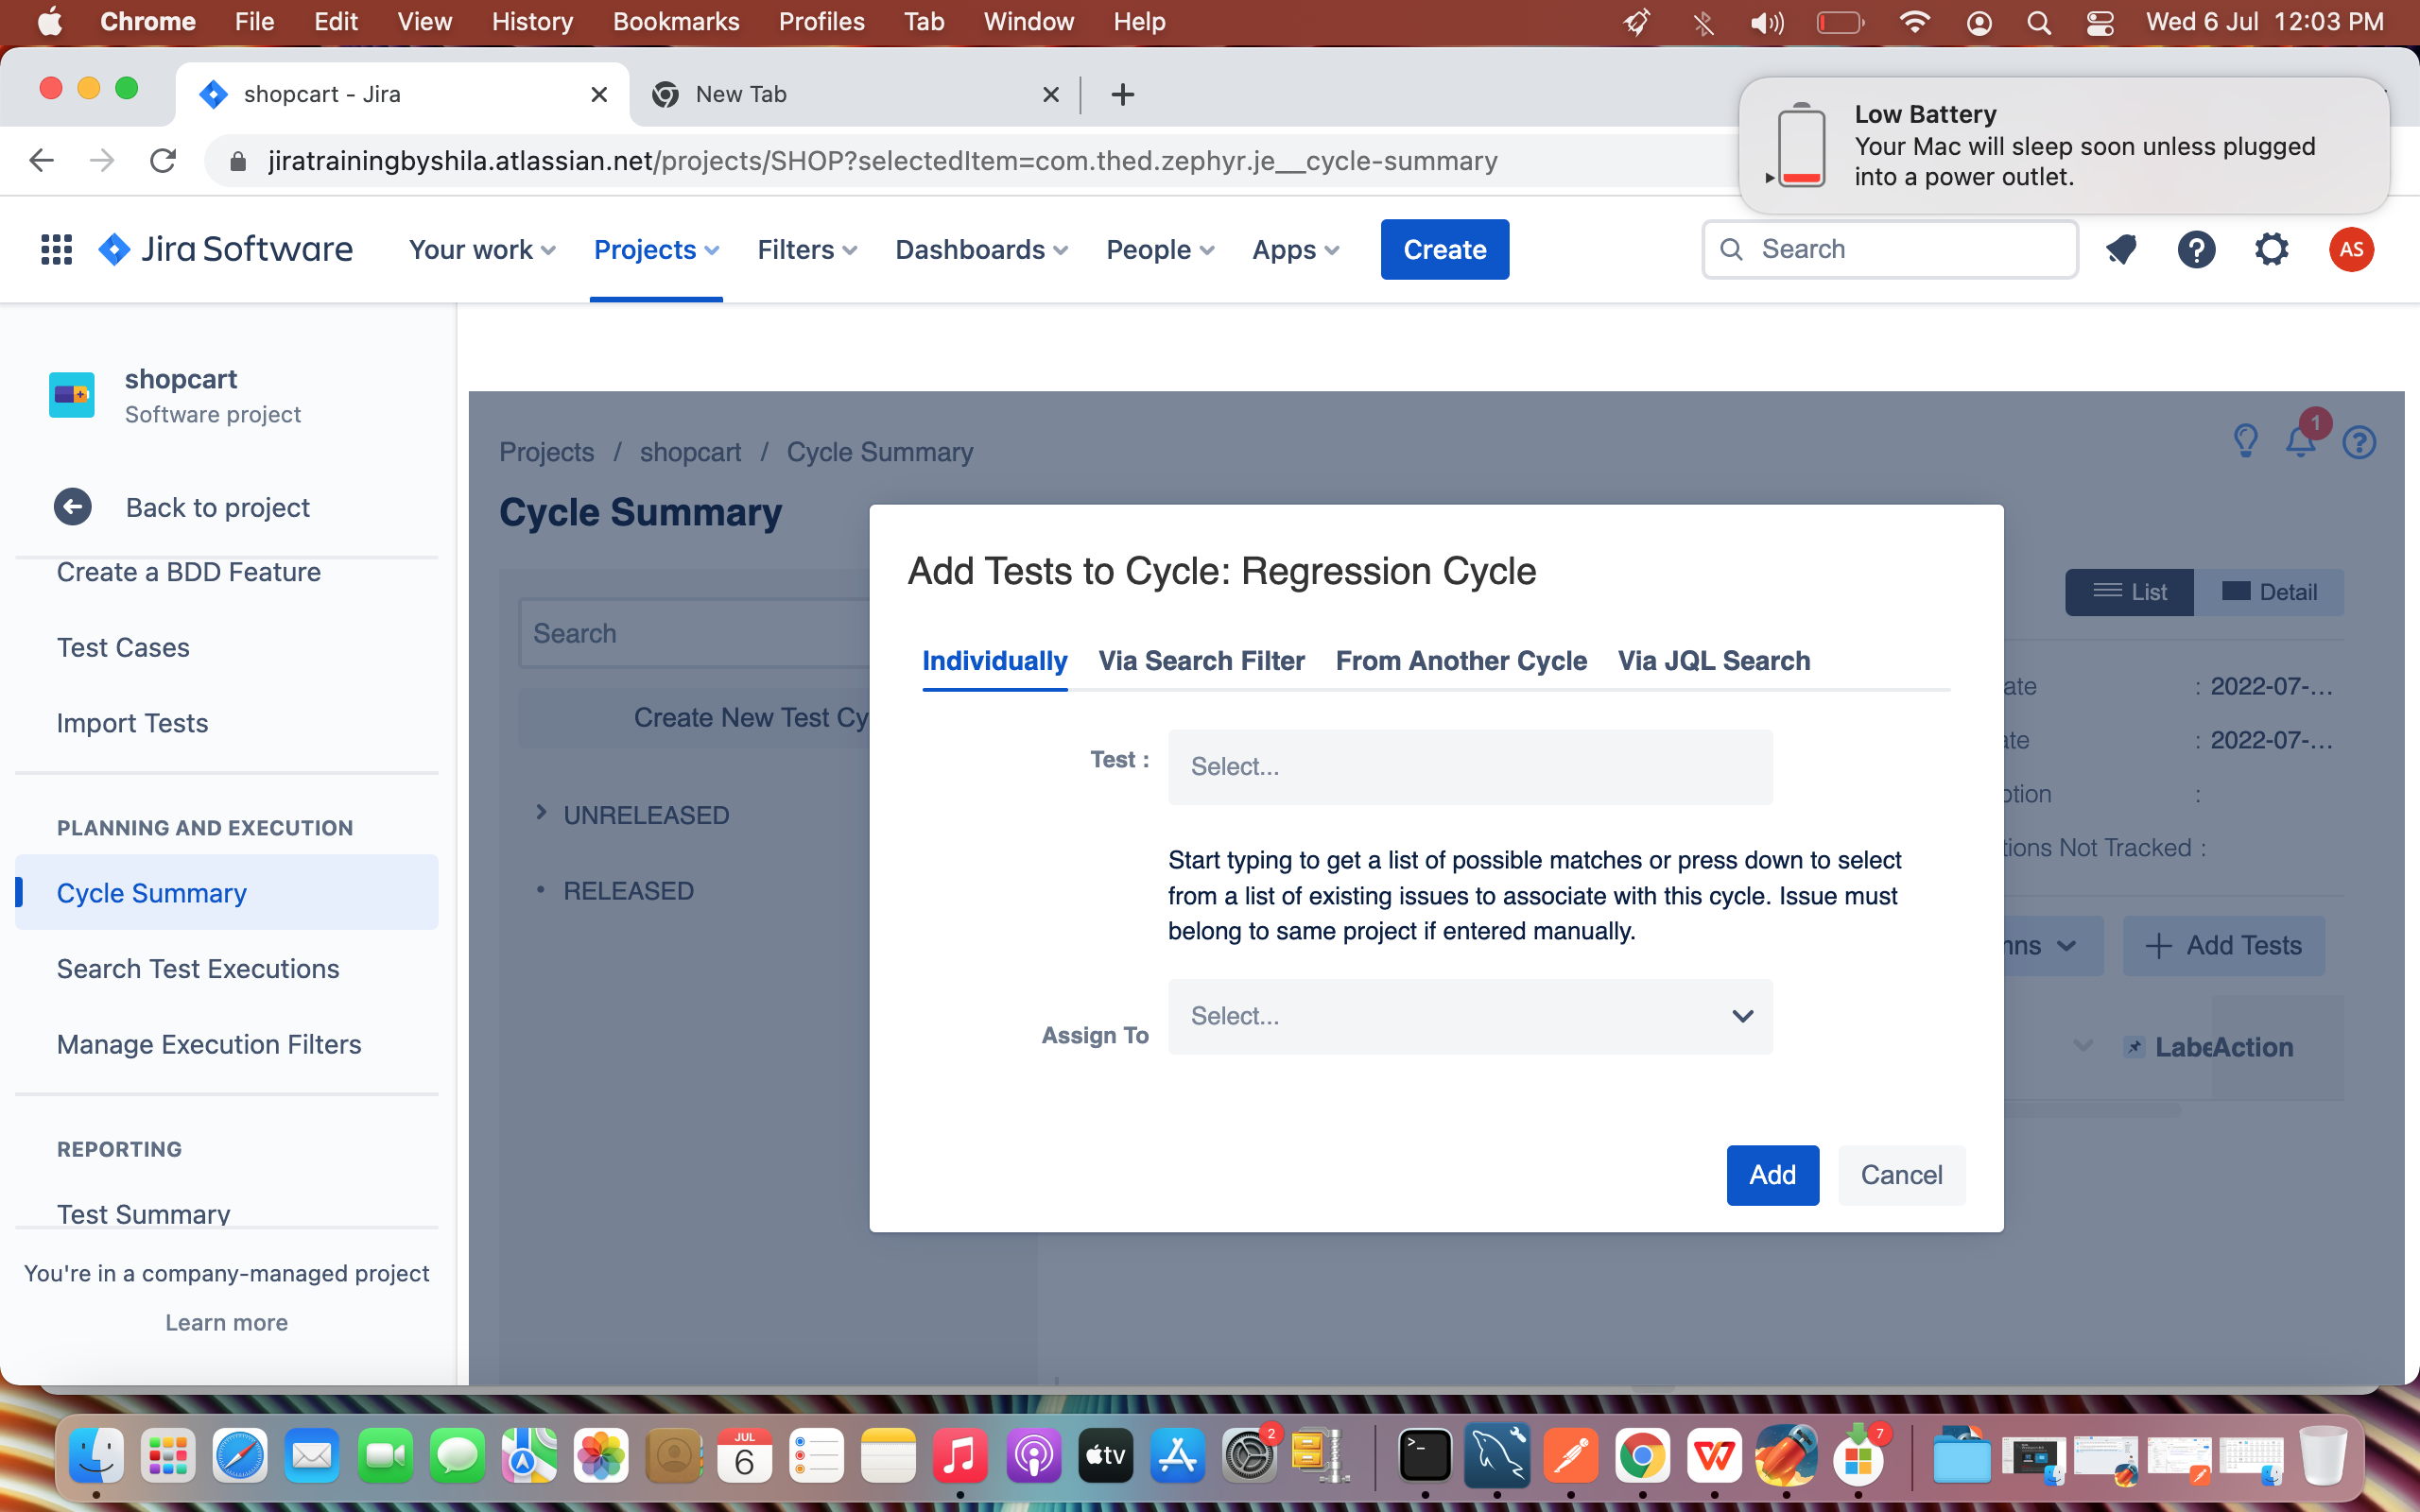 Chrome File Edit View History Bookmarks Profiles Tab Window Help Wed 6 Jul 12:03 PM
shopcart - Jira
New Tab
Low Battery
Your Mac will sleep soon unless plugged
into a power outlet.
jiratrainingbyshila.atlassian.net/projects/SHOP?selectedItem=com.thed.zephyr.je__cycle-summary
Jira Software Your work Projects Filters Dashboards People Apps Create Search AS
shopcart
Software project
Back to project
Create a BDD Feature
Test Cases
Import Tests
PLANNING AND EXECUTION
Cycle Summary
Search Test Executions
Manage Execution Filters
REPORTING
Test Summary
You're in a company-managed project
Learn more
Projects / shopcart / Cycle Summary
1
Cycle Summary
List Detail
Search
Create New Test Cy
UNRELEASED
RELEASED
Add Tests to Cycle: Regression Cycle
Individually Via Search Filter From Another Cycle Via JQL Search
Test : Select...
Start typing to get a list of possible matches or press down to select
from a list of existing issues to associate with this cycle. Issue must
belong to same project if entered manually.
Assign To Select...
Add Cancel
ate : 2022-07-...
ate : 2022-07-...
ption :
tions Not Tracked :
nns + Add Tests
Labe Action
JUL
6
tv
2
7